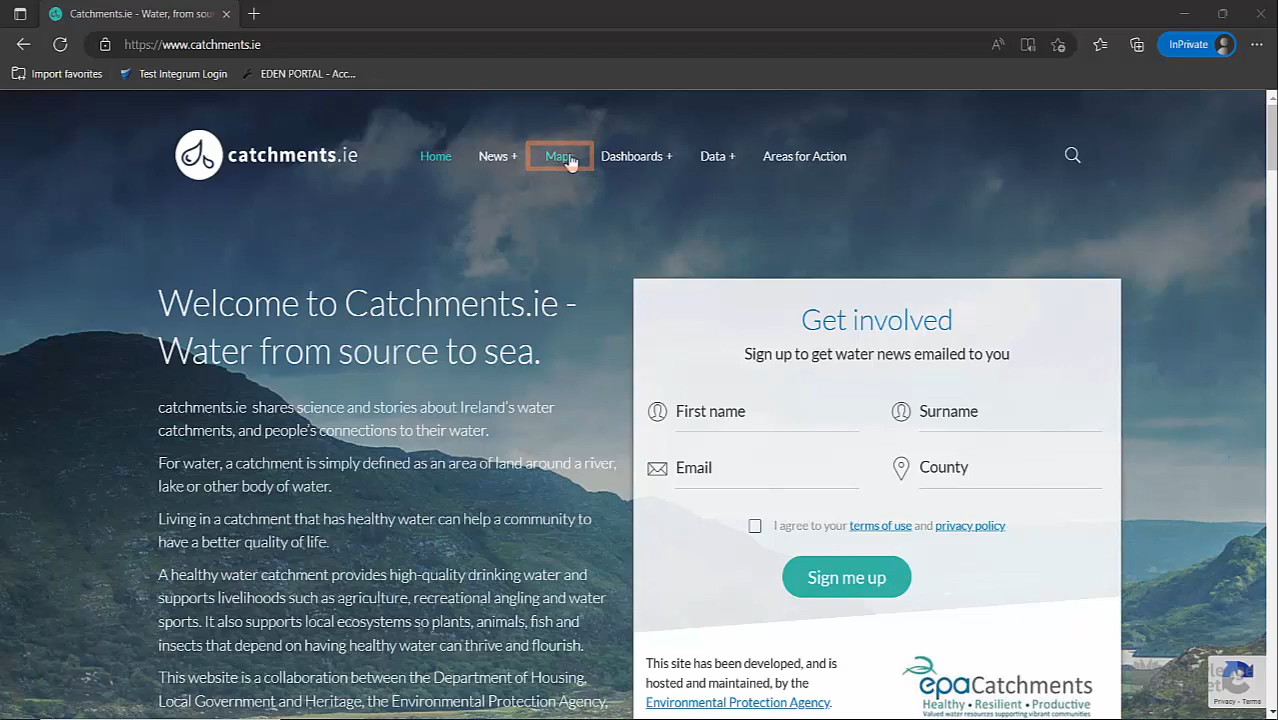 Catchments.ie - Water, from sou
https://www.catchments.ie
InPrivate
Import favorites
Test Integrum Login
EDEN PORTAL - Acc...
catchments.ie
Home
News +
Maps
Dashboards +
Data +
Areas for Action
Welcome to Catchments.ie -
Water from source to sea.
catchments.ie shares science and stories about Ireland's water
catchments, and people's connections to their water.
For water, a catchment is simply defined as an area of land around a river,
lake or other body of water.
Living in a catchment that has healthy water can help a community to
have a better quality of life.
A healthy water catchment provides high-quality drinking water and
supports livelihoods such as agriculture, recreational angling and water
sports. It also supports local ecosystems so plants, animals, fish and
insects that depend on having healthy water can thrive and flourish.
This website is a collaboration between the Department of Housing,
Local Government and Heritage, the Environmental Protection Agency,
Get involved
Sign up to get water news emailed to you
First name
Surname
Email
County
I agree to your terms of use and privacy policy
Sign me up
This site has been developed, and is
hosted and maintained, by the
Environmental Protection Agency.
epaCatchments
Healthy • Resilient • Productive
Valued water resources supporting vibrant communities
Privacy - Terms